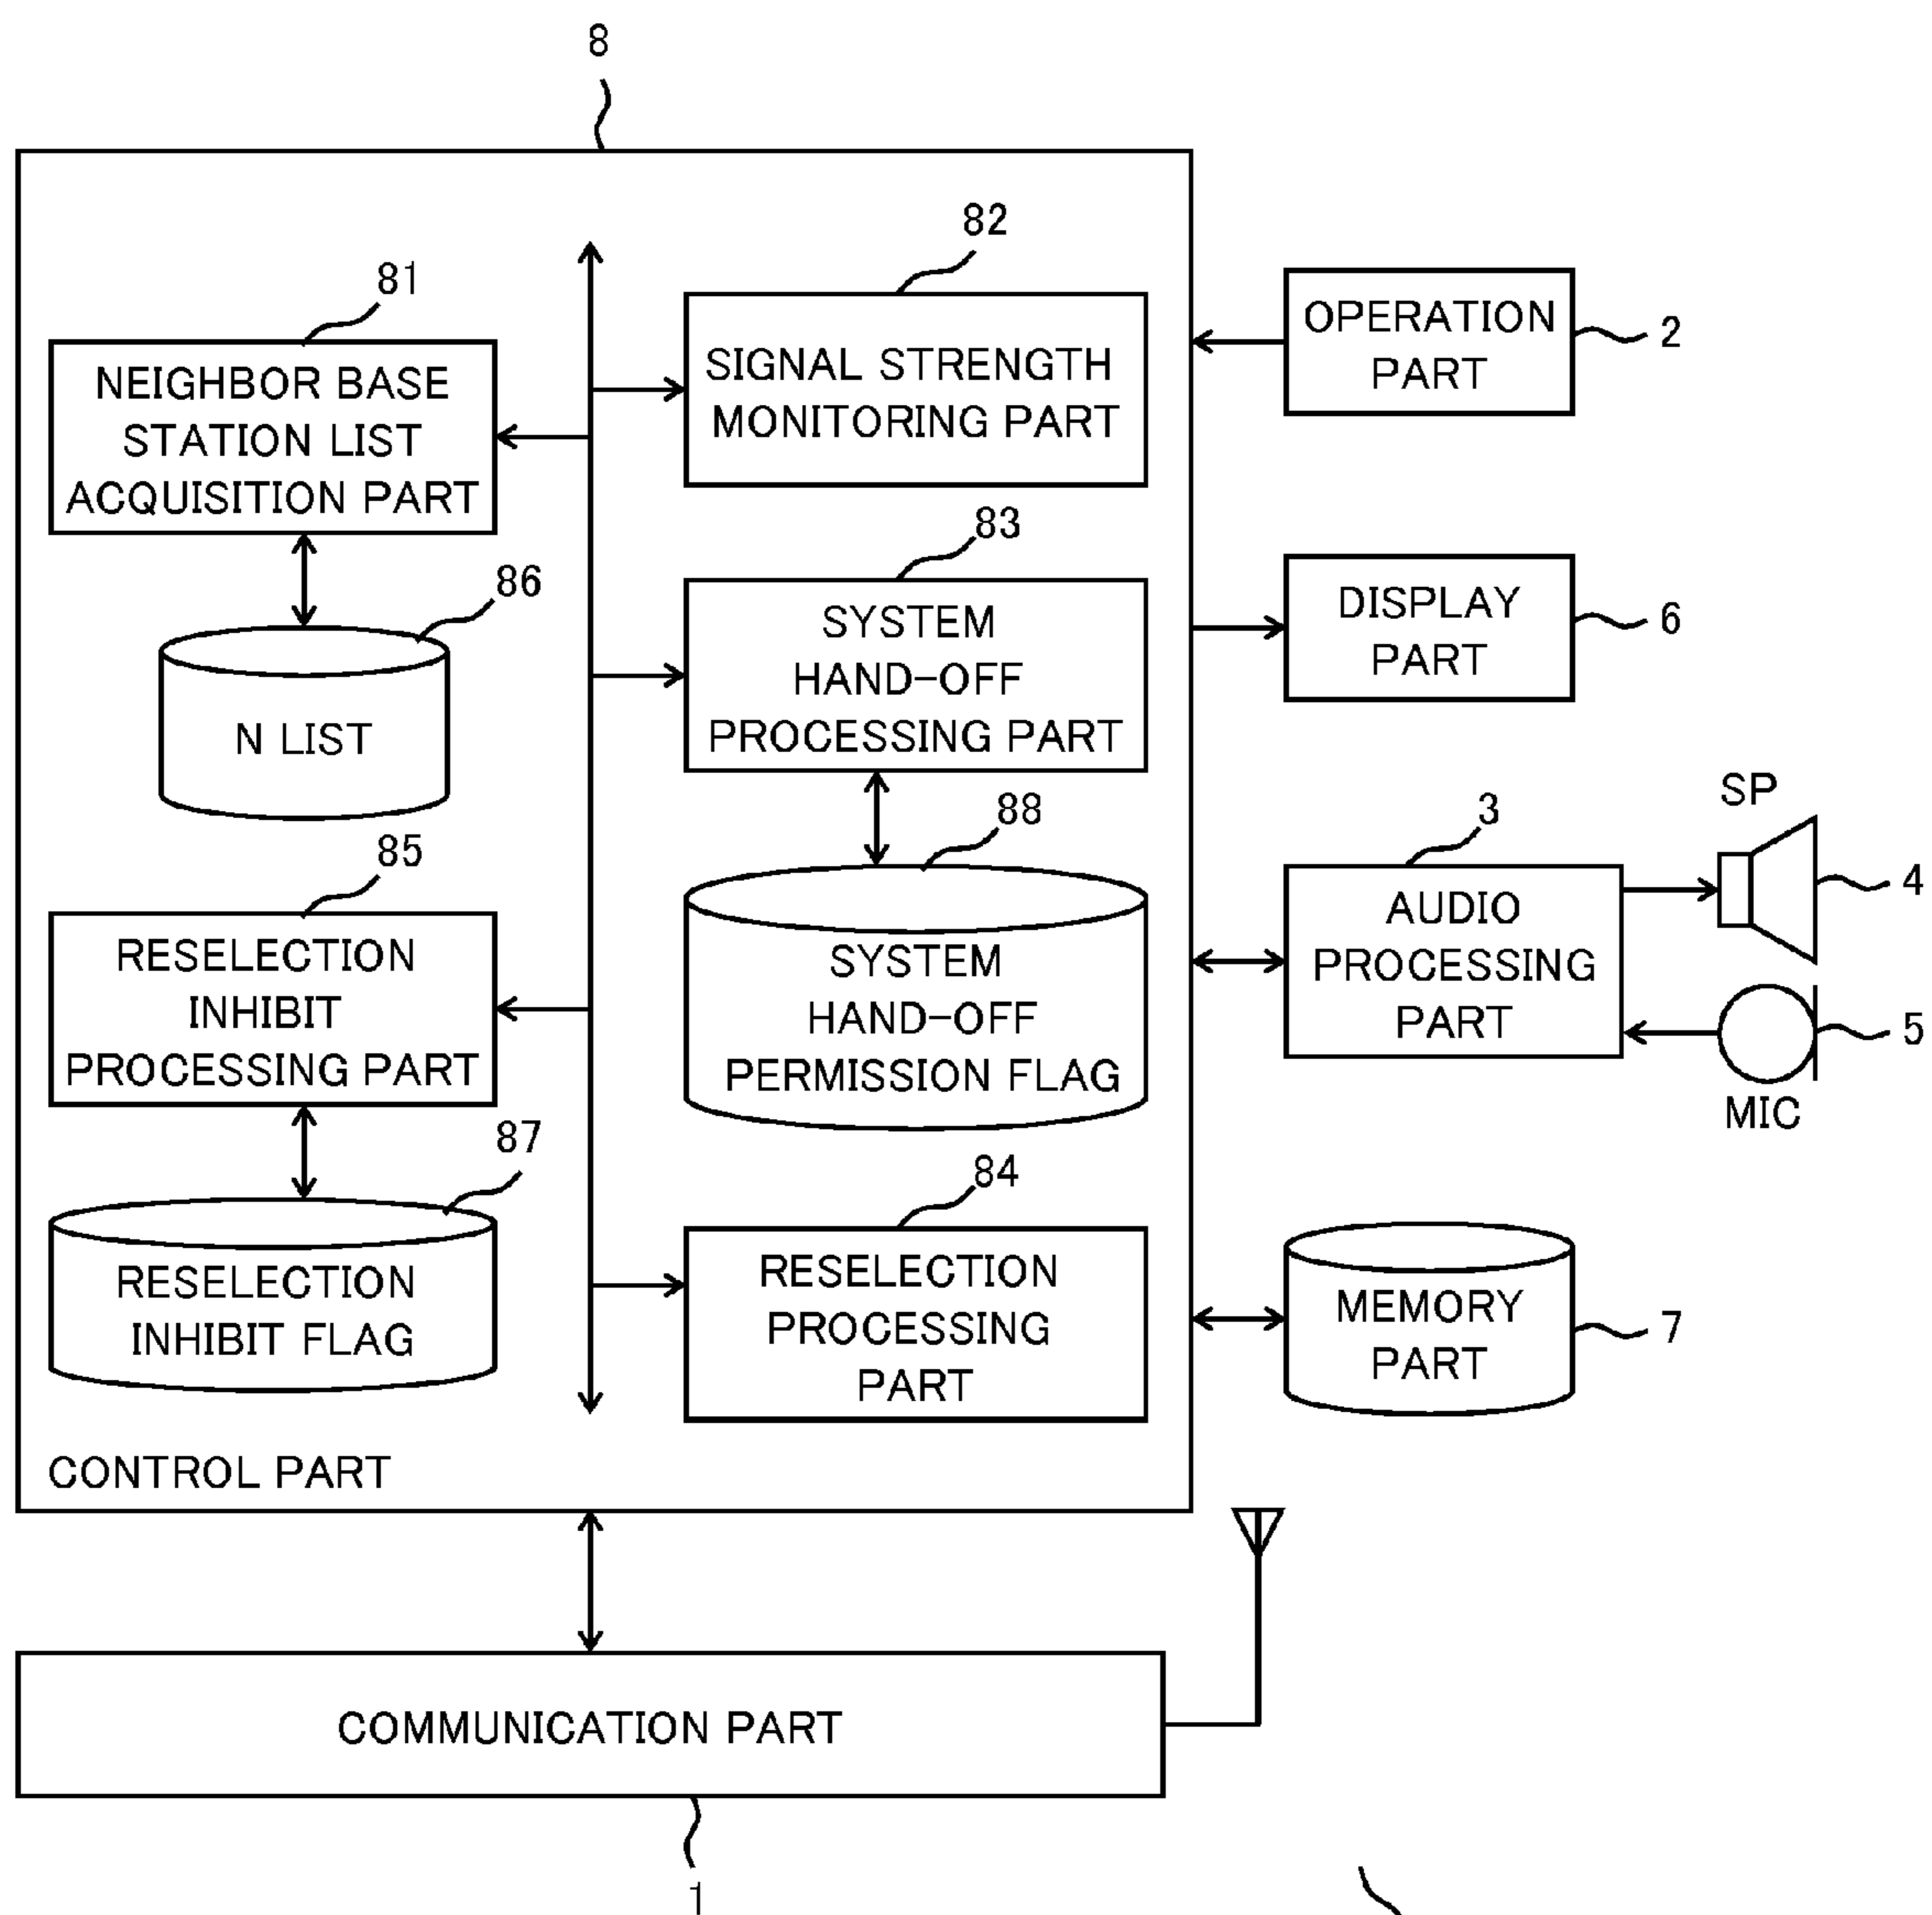 8
82
81
NEIGHBOR BASE
STATION LIST
ACQUISITION PART
SIGNAL STRENGTH
MONITORING PART
OPERATION
PART
2
83
86
N LIST
SYSTEM
HAND-OFF
PROCESSING PART
DISPLAY
PART
6
88
85
RESELECTION
INHIBIT
PROCESSING PART
SYSTEM
HAND-OFF
PERMISSION FLAG
3
AUDIO
PROCESSING
PART
SP
4
5
MIC
87
RESELECTION
INHIBIT FLAG
84
RESELECTION
PROCESSING
PART
MEMORY
PART
7
CONTROL PART
COMMUNICATION PART
1